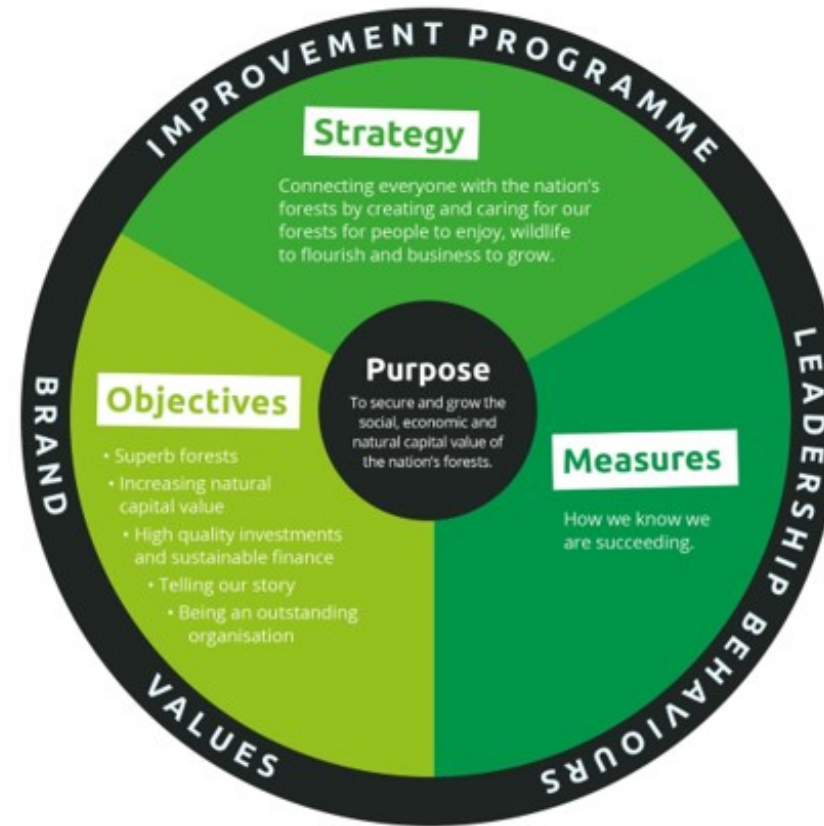 IMPROVEMENT PROGRAMME
Strategy
Connecting everyone with the nation's
forests by creating and caring for our
forests for people to enjoy, wildlife
to flourish and business to grow.
Purpose
To secure and grow the
social, economic and
natural capital value of
the nation's forests.
Objectives
• Superb forests
• Increasing natural
capital value
• High quality investments
and sustainable finance
• Telling our story
• Being an outstanding
organisation
Measures
How we know we
are succeeding.
LEADERSHIP BEHAVIOURS
VALUES
BRAND